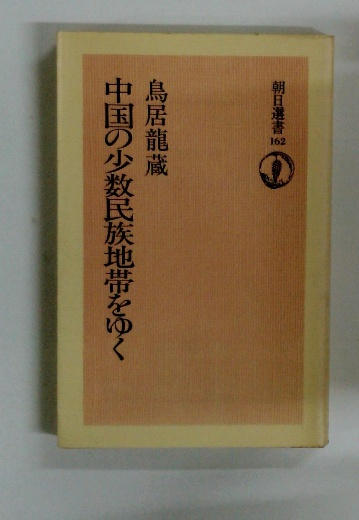 朝日選書
162
鳥居龍蔵
中国の少数民族地帯をゆく